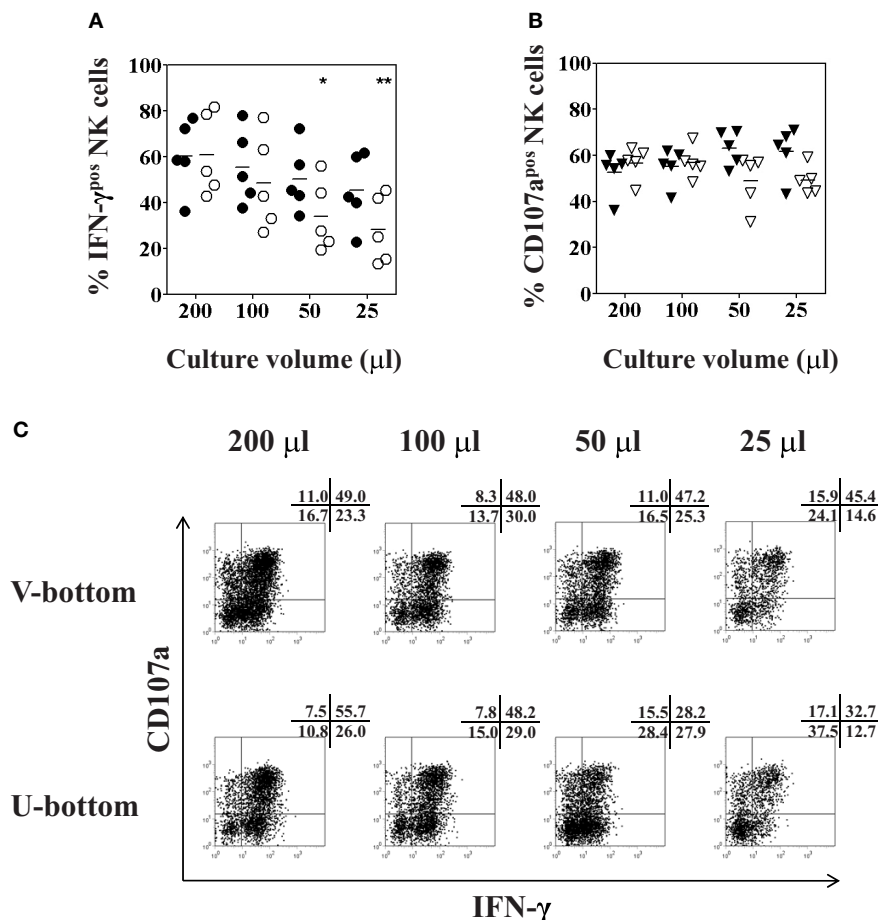 A
B
% IFN-γpos NK cells
100
80
60
40
20
0
* **
200 100 50 25
Culture volume (μl)
% CD107apos NK cells
100
80
60
40
20
0
200 100 50 25
Culture volume (μl)
C
200 μl 100 μl 50 μl 25 μl
V-bottom
11.0 49.0
16.7 23.3
8.3 48.0
13.7 30.0
11.0 47.2
16.5 25.3
15.9 45.4
24.1 14.6
CD107a
U-bottom
7.5 55.7
10.8 26.0
7.8 48.2
15.0 29.0
15.5 28.2
28.4 27.9
17.1 32.7
37.5 12.7
IFN-γ